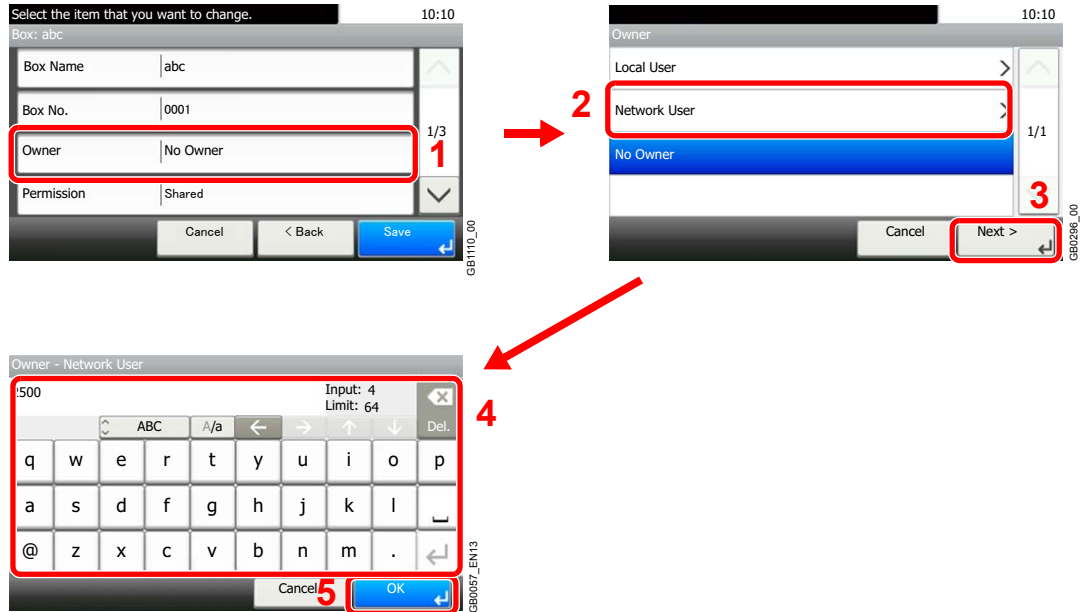 Select the item that you want to change. 10:10
Box: abc
Box Name abc
Box No. 0001
1/3
Owner No Owner
1
Permission Shared
Cancel < Back Save
GB1110_00
10:10
Owner
Local User
2
Network User
1/1
No Owner
3
Cancel Next >
GB0296_00
Owner - Network User
2500 Input: 4
Limit: 64
4
ABC A/a Del.
q w e r t y u i o p
a s d f g h j k l
@ z x c v b n m .
Cancel 5 OK
GB0057_EN13